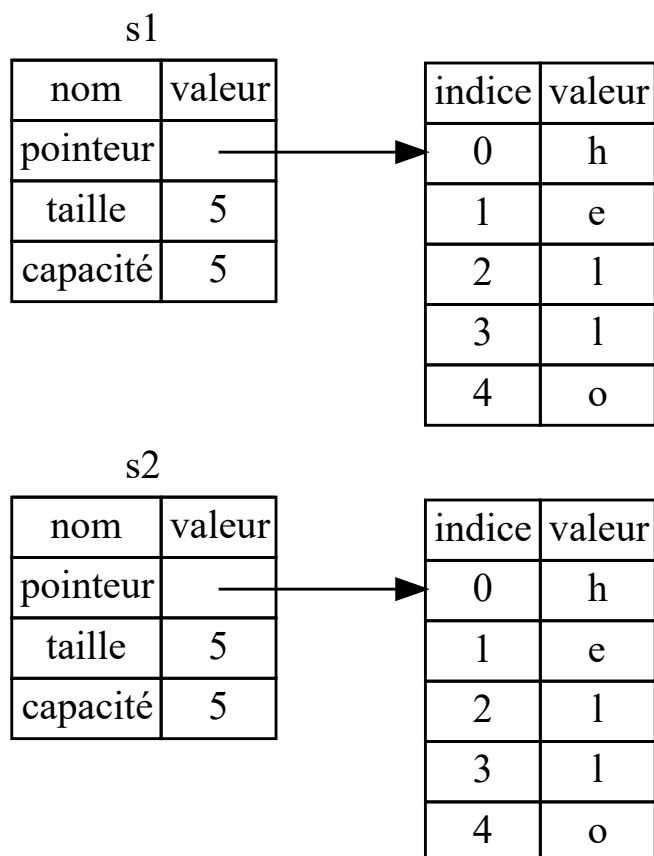 s1
nom valeur
pointeur
taille 5
capacité 5
indice valeur
0 h
1 e
2 l
3 l
4 o
s2
nom valeur
pointeur
taille 5
capacité 5
indice valeur
0 h
1 e
2 l
3 l
4 o